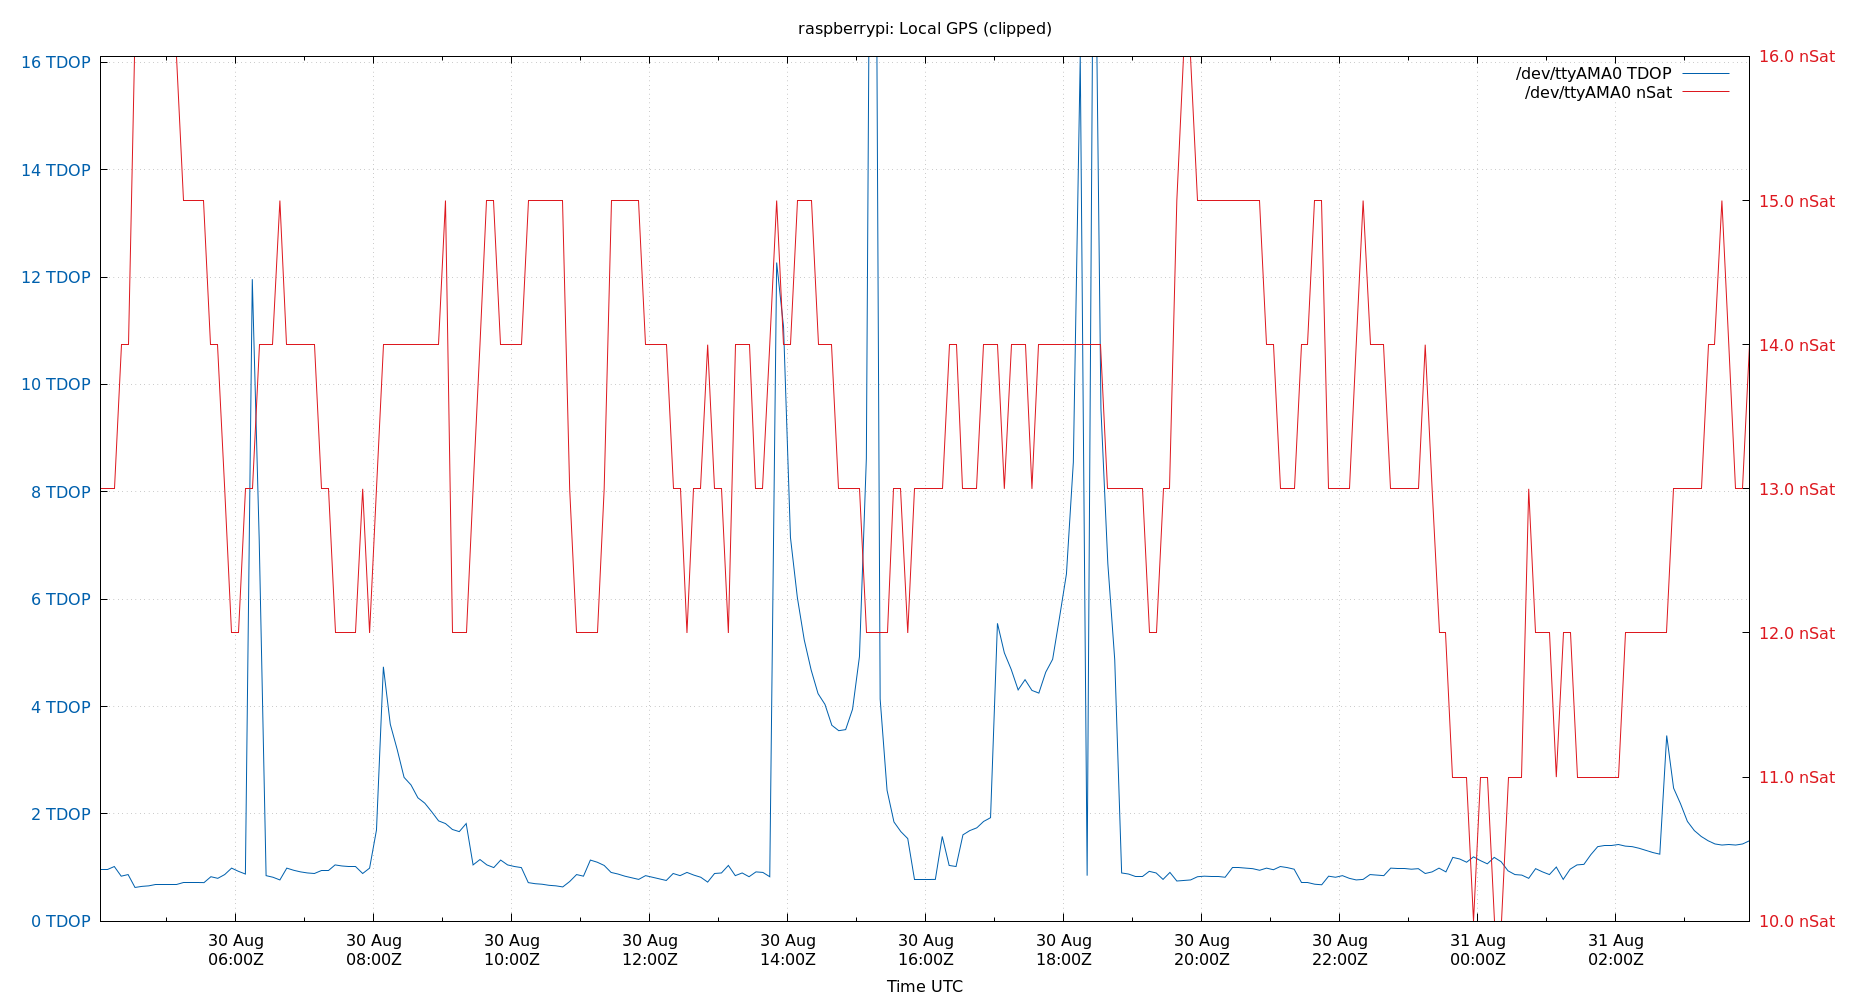 raspberrypi: Local GPS (clipped)
/dev/ttyAMA0 TDOP
/dev/ttyAMA0 nSat
16 TDOP
14 TDOP
12 TDOP
10 TDOP
8 TDOP
6 TDOP
4 TDOP
2 TDOP
0 TDOP
16.0 nSat
15.0 nSat
14.0 nSat
13.0 nSat
12.0 nSat
11.0 nSat
10.0 nSat
30 Aug 30 Aug 30 Aug 30 Aug 30 Aug 30 Aug 30 Aug 30 Aug 30 Aug 31 Aug 31 Aug
06:00Z 08:00Z 10:00Z 12:00Z 14:00Z 16:00Z 18:00Z 20:00Z 22:00Z 00:00Z 02:00Z
Time UTC